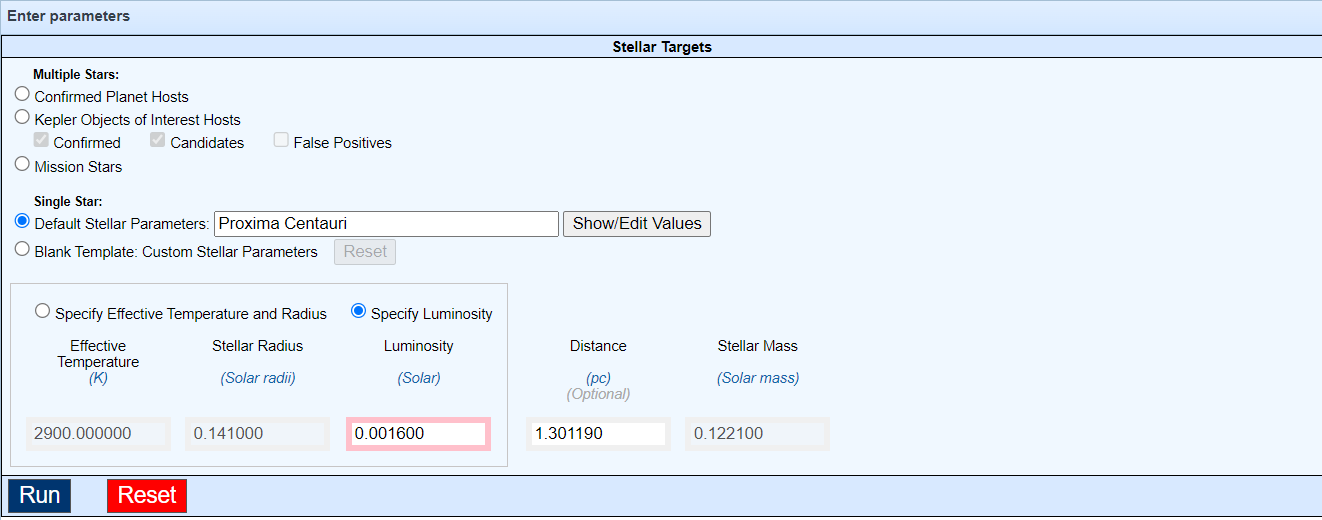 Enter parameters
Stellar Targets
Multiple Stars:
Confirmed Planet Hosts
Kepler Objects of Interest Hosts
Confirmed Candidates False Positives
Mission Stars
Single Star:
Default Stellar Parameters: Proxima Centauri Show/Edit Values
Blank Template: Custom Stellar Parameters Reset
Specify Effective Temperature and Radius Specify Luminosity
Effective Stellar Radius Luminosity Distance Stellar Mass
Temperature
(K) (Solar radii) (Solar) (pc) (Solar mass)
(Optional)
2900.000000 0.141000 0.001600 1.301190 0.122100
Run Reset